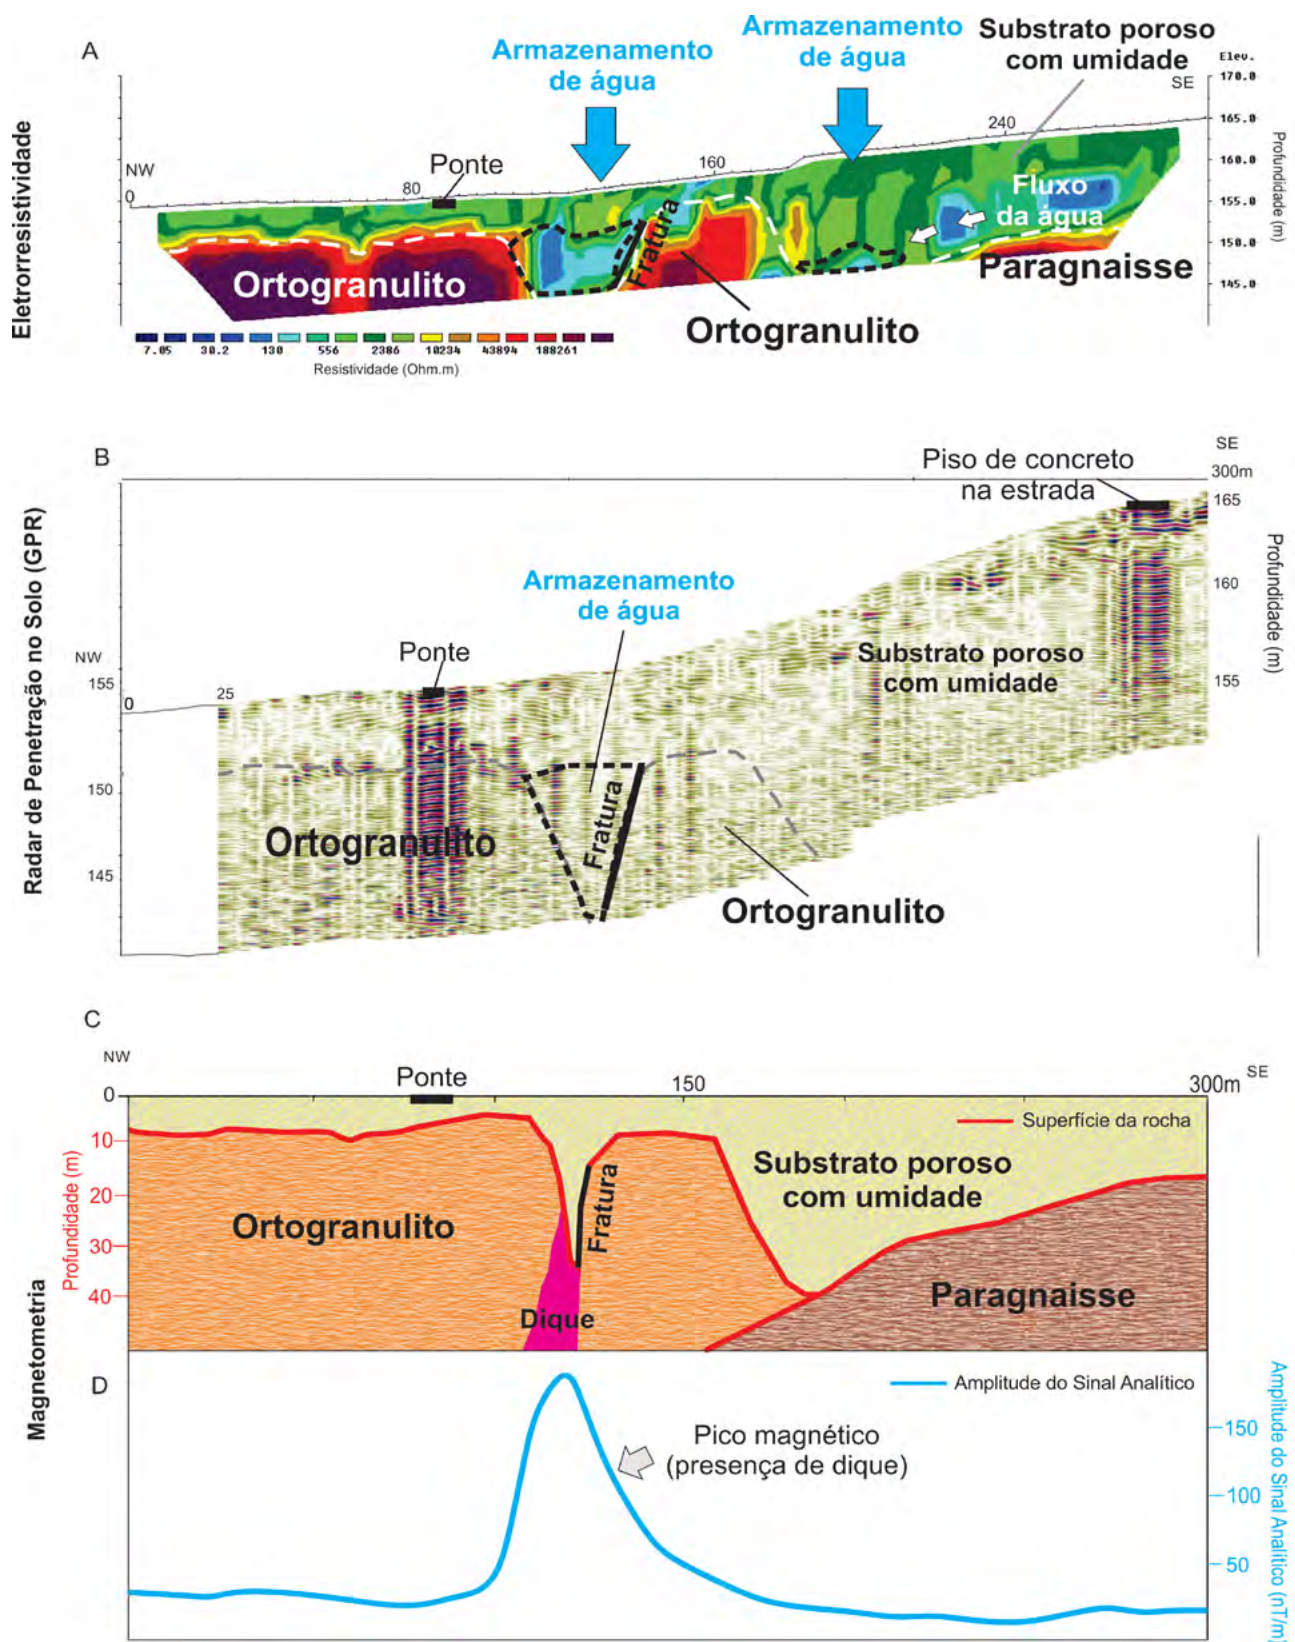 A
Eletrorresistividade
Armazenamento
de água
Armazenamento
de água
Substrato poroso
com umidade
Elev.
170.0
SE
165.0
160.0
155.0
150.0
145.0
Profundidade (m)
NW
0
80
Ponte
160
240
Fluxo
da água
Fratura
Ortogranulito
Ortogranulito
Paragnaisse
7.05 30.2 130 556 2386 10234 43894 188261
Resistividade (Ohm.m)
B
Radar de Penetração no Solo (GPR)
SE
300m
Piso de concreto
na estrada
165
160
155
Profundidade (m)
Armazenamento
de água
Ponte
NW
155
0
25
150
145
Substrato poroso
com umidade
Fratura
Ortogranulito
Ortogranulito
C
Magnetometria
NW
Ponte
150
300m SE
0
10
20
30
40
Profundidade (m)
Superfície da rocha
Substrato poroso
com umidade
Ortogranulito
Fratura
Dique
Paragnaisse
D
Amplitude do Sinal Analítico
Pico magnético
(presença de dique)
150
100
50
Amplitude do Sinal Analítico (nT/m)